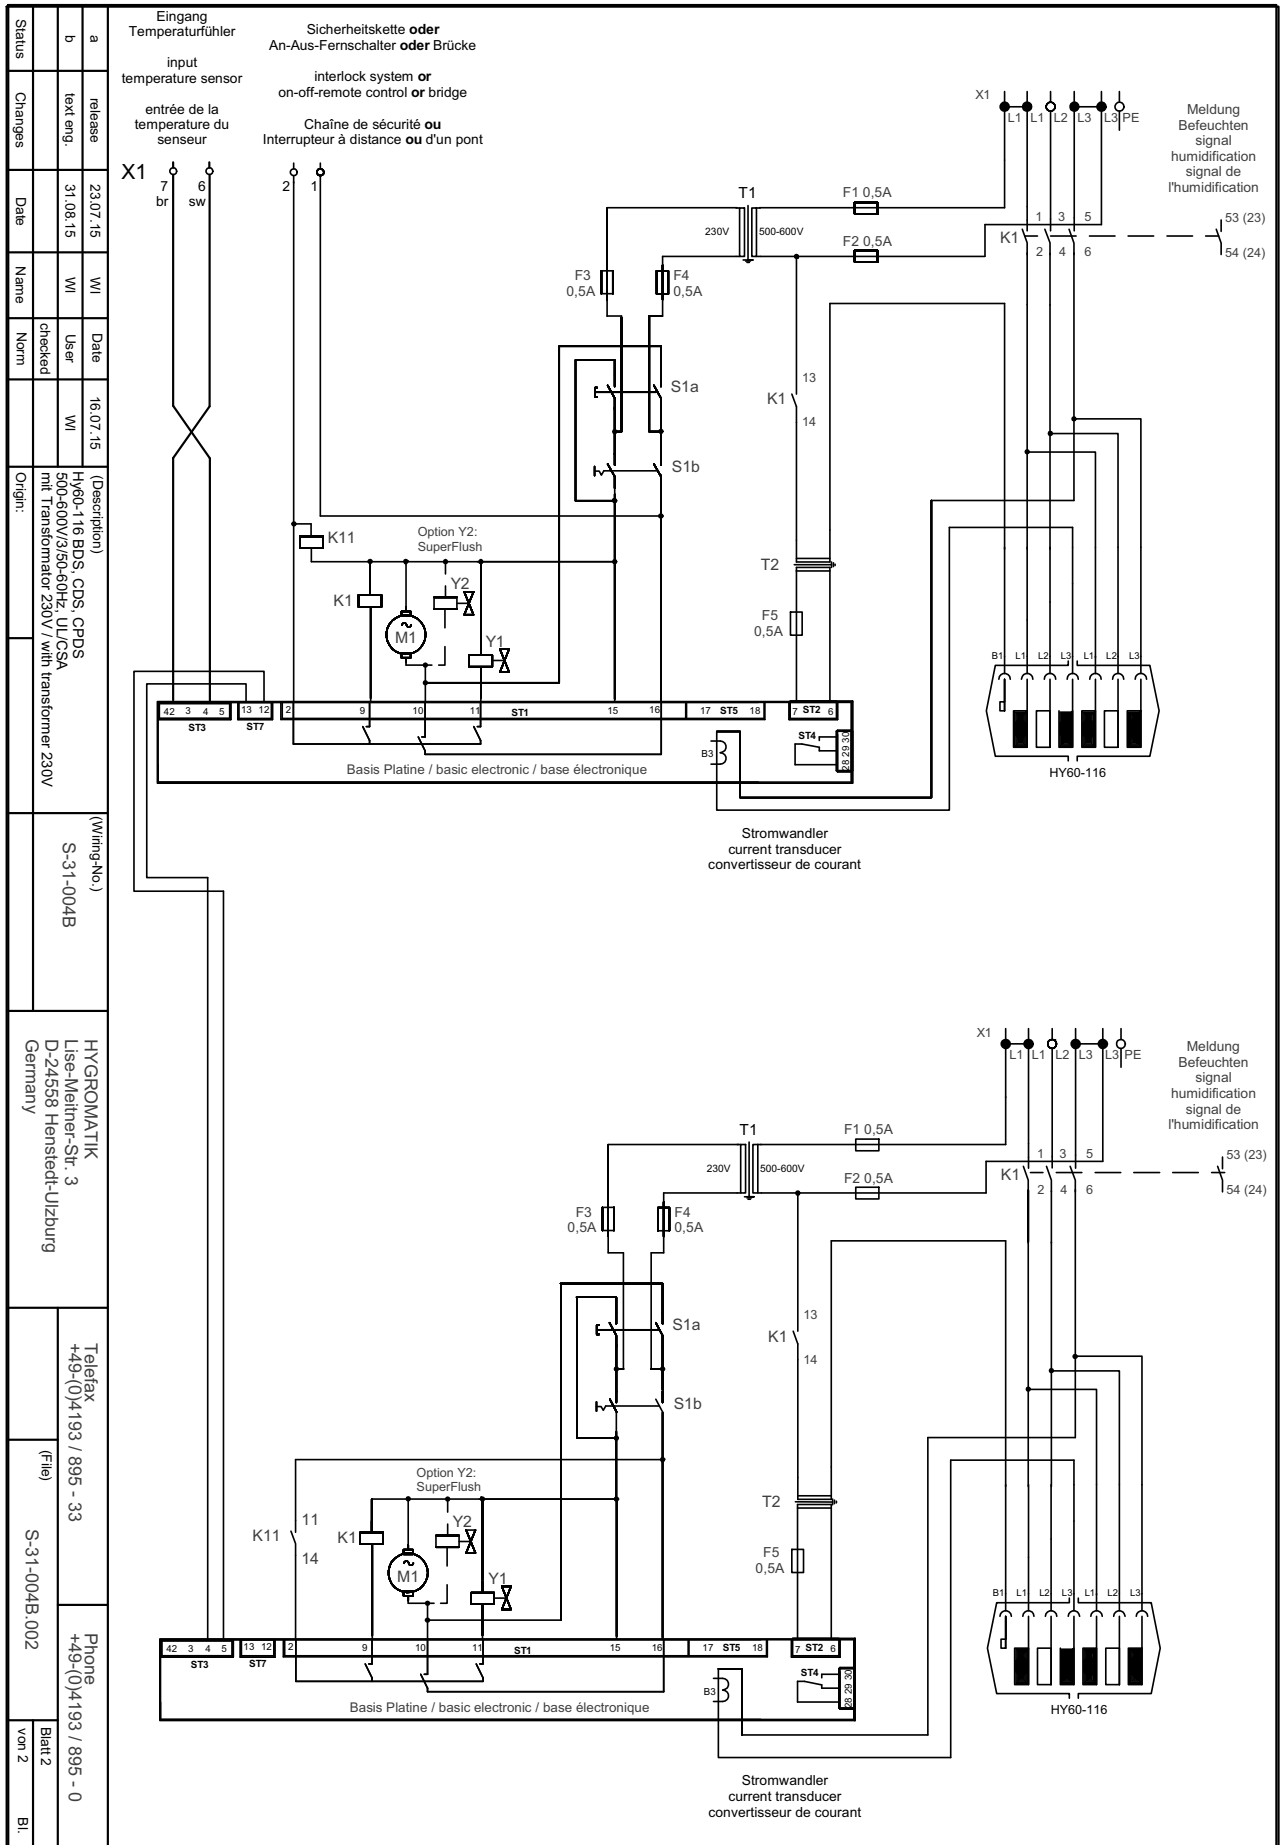 Eingang
Temperaturfühler
input
temperature sensor
entrée de la
temperature du
senseur
Sicherheitskette oder
An-Aus-Fernschalter oder Brücke
interlock system or
on-off-remote control or bridge
Chaîne de sécurité ou
Interrupteur à distance ou d'un pont
X1
7
br
6
sw
2
1
X1
L1
L1
L2
L3
L3
PE
Meldung
Befeuchten
signal
humidification
signal de
l'humidification
T1
230V
500-600V
F1 0,5A
F2 0,5A
1 3 5
K1
2 4 6
53 (23)
54 (24)
F3
0,5A
F4
0,5A
S1a
S1b
K1
13
14
K11
Option Y2:
SuperFlush
K1
M1
Y2
Y1
T2
F5
0,5A
B1 L1 L2 L3 L1 L2 L3
HY60-116
42 3 4 5
ST3
13 12
ST7
2 9 10 11 ST1 15 16
17 ST5 18
7 ST2 6
ST4
28 29 30
B3
Basis Platine / basic electronic / base électronique
Stromwandler
current transducer
convertisseur de courant
X1
L1
L1
L2
L3
L3
PE
Meldung
Befeuchten
signal
humidification
signal de
l'humidification
T1
230V
500-600V
F1 0,5A
F2 0,5A
1 3 5
K1
2 4 6
53 (23)
54 (24)
F3
0,5A
F4
0,5A
S1a
S1b
K1
13
14
K11
11
14
Option Y2:
SuperFlush
K1
M1
Y2
Y1
T2
F5
0,5A
B1 L1 L2 L3 L1 L2 L3
HY60-116
42 3 4 5
ST3
13 12
ST7
2 9 10 11 ST1 15 16
17 ST5 18
7 ST2 6
ST4
28 29 30
B3
Basis Platine / basic electronic / base électronique
Stromwandler
current transducer
convertisseur de courant
a release 23.07.15 WI
b text eng. 31.08.15 WI
Status Changes Date Name
Date 16.07.15
User WI
checked
Norm
(Description)
Hy60-116 BDS, CDS, CPDS
500-600V/3/50-60Hz, UL/CSA
mit Transformator 230V / with transformer 230V
Origin:
(Wiring-No.)
S-31-004B
HYGROMATIK
Lise-Meitner-Str. 3
D-24558 Henstedt-Ulzburg
Germany
Telefax
+49-(0)4193 / 895 - 33
Phone
+49-(0)4193 / 895 - 0
(File)
S-31-004B.002
Blatt 2
von 2 Bl.